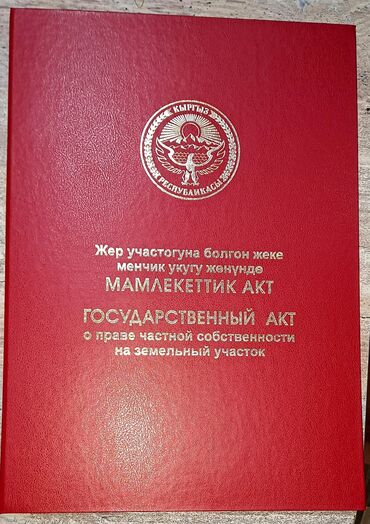 КЫРГЫЗ
РЕСПУБЛИКАСЫ
Жер участогуна болгон жеке
менчик укугу жөнүндө
МАМЛЕКЕТТИК АКТ
ГОСУДАРСТВЕННЫЙ АКТ
о праве частной собственности
на земельный участок